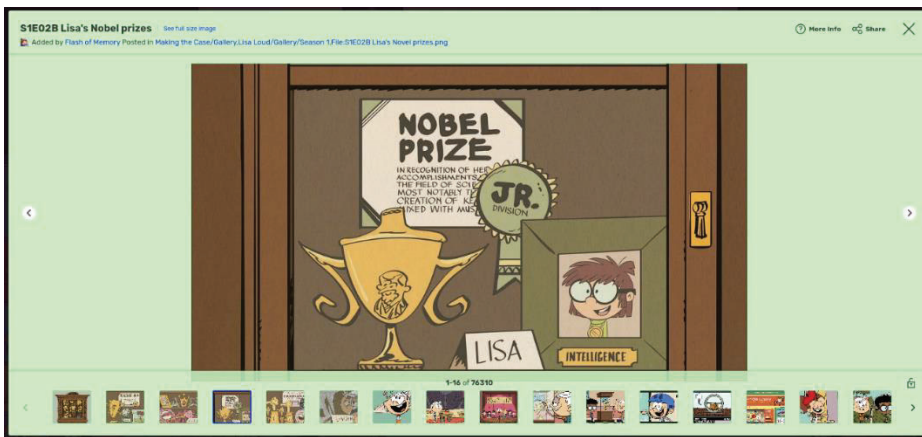 S1E02B Lisa's Nobel prizes See full size image
More Info Share
Added by Flash of Memory Posted in Making the Case/Gallery,Lisa Loud/Gallery/Season 1,File:S1E02B Lisa's Novel prizes.png
NOBEL
PRIZE
IN RECOGNITION OF HER
ACCOMPLISHMENTS
THE FIELD OF
MOST NOTABLY
CREATION OF
MIXED WITH
JR.
DIVISION
LISA
INTELLIGENCE
1-16 of 76310